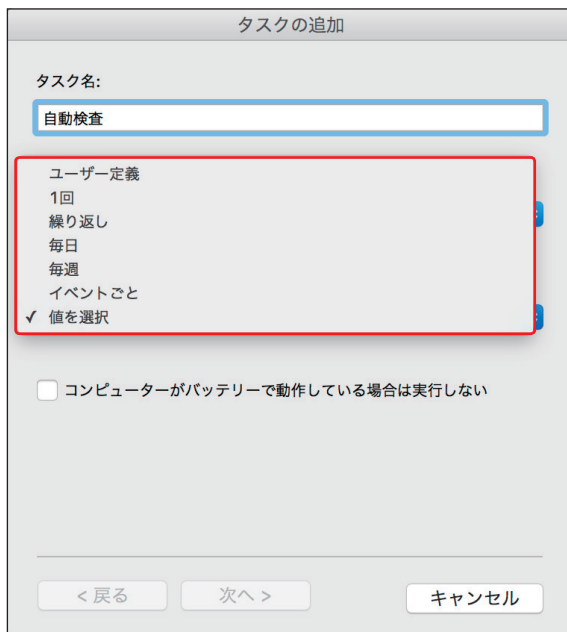 タスクの追加
タスク名:
自動検査
ユーザー定義
1回
繰り返し
毎日
毎週
イベントごと
✓ 値を選択
コンピューターがバッテリーで動作している場合は実行しない
< 戻る
次へ >
キャンセル